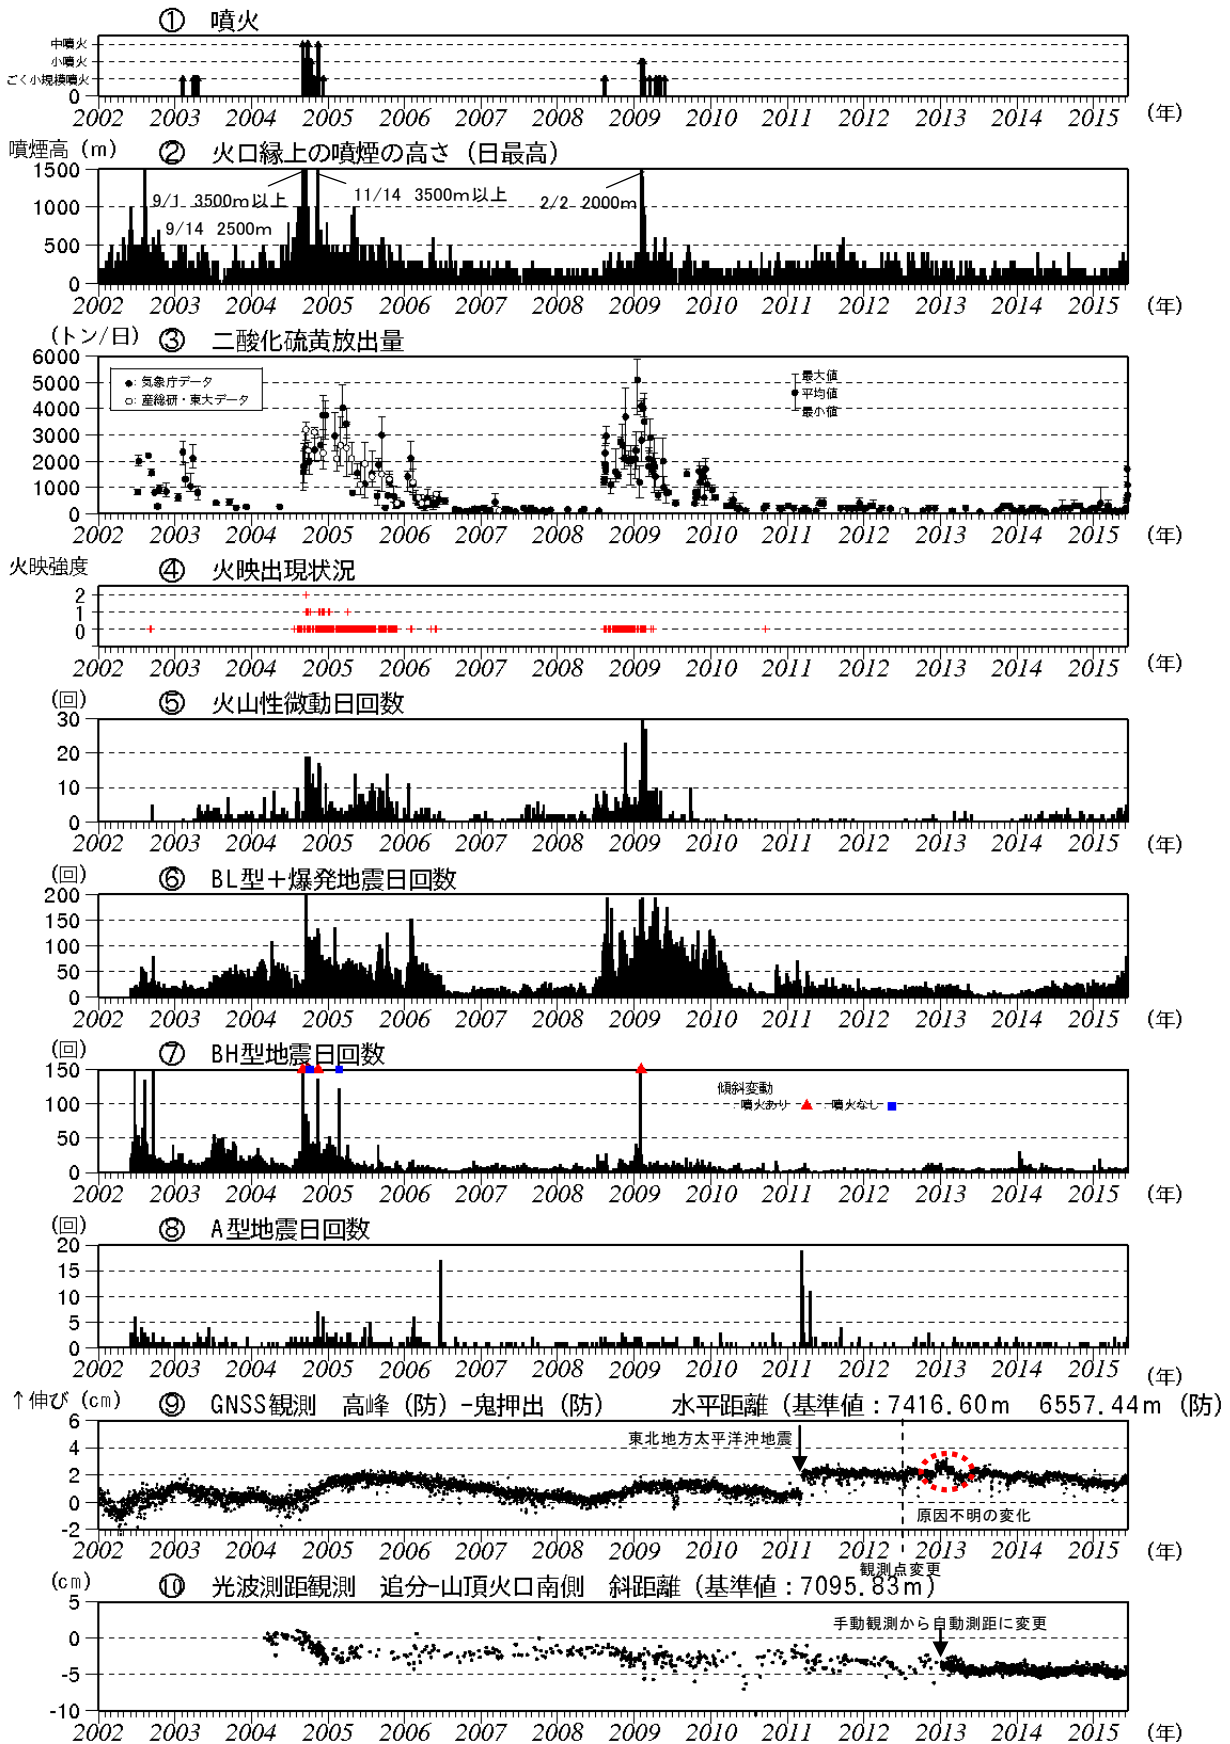 ① 噴火
中噴火
小噴火
ごく小規模噴火
0
2002 2003 2004 2005 2006 2007 2008 2009 2010 2011 2012 2013 2014 2015 (年)
噴煙高 (m) ② 火口縁上の噴煙の高さ (日最高)
1500
1000
500
0
9/1 3500m以上
9/14 2500m
11/14 3500m以上
2/2 2000m
2002 2003 2004 2005 2006 2007 2008 2009 2010 2011 2012 2013 2014 2015 (年)
(トン/日) ③ 二酸化硫黄放出量
6000
5000
4000
3000
2000
1000
0
●: 気象庁データ
○: 産総研・東大データ
最大値
平均値
最小値
2002 2003 2004 2005 2006 2007 2008 2009 2010 2011 2012 2013 2014 2015 (年)
火映強度 ④ 火映出現状況
2
1
0
2002 2003 2004 2005 2006 2007 2008 2009 2010 2011 2012 2013 2014 2015 (年)
(回) ⑤ 火山性微動日回数
30
20
10
0
2002 2003 2004 2005 2006 2007 2008 2009 2010 2011 2012 2013 2014 2015 (年)
(回) ⑥ BL型+爆発地震日回数
200
150
100
50
0
2002 2003 2004 2005 2006 2007 2008 2009 2010 2011 2012 2013 2014 2015 (年)
(回) ⑦ BH型地震日回数
150
100
50
0
傾斜変動
: 噴火あり ▲ : 噴火なし ■
2002 2003 2004 2005 2006 2007 2008 2009 2010 2011 2012 2013 2014 2015 (年)
(回) ⑧ A型地震日回数
20
15
10
5
0
2002 2003 2004 2005 2006 2007 2008 2009 2010 2011 2012 2013 2014 2015 (年)
↑伸び (cm) ⑨ GNSS観測 高峰 (防) -鬼押出 (防) 水平距離 (基準値:7416.60m 6557.44m (防)
6
4
2
0
-2
東北地方太平洋沖地震
原因不明の変化
2002 2003 2004 2005 2006 2007 2008 2009 2010 2011 2012 2013 2014 2015 (年)
観測点変更
(cm) ⑩ 光波測距観測 追分-山頂火口南側 斜距離 (基準値:7095.83m)
5
0
-5
-10
手動観測から自動測距に変更
2002 2003 2004 2005 2006 2007 2008 2009 2010 2011 2012 2013 2014 2015 (年)